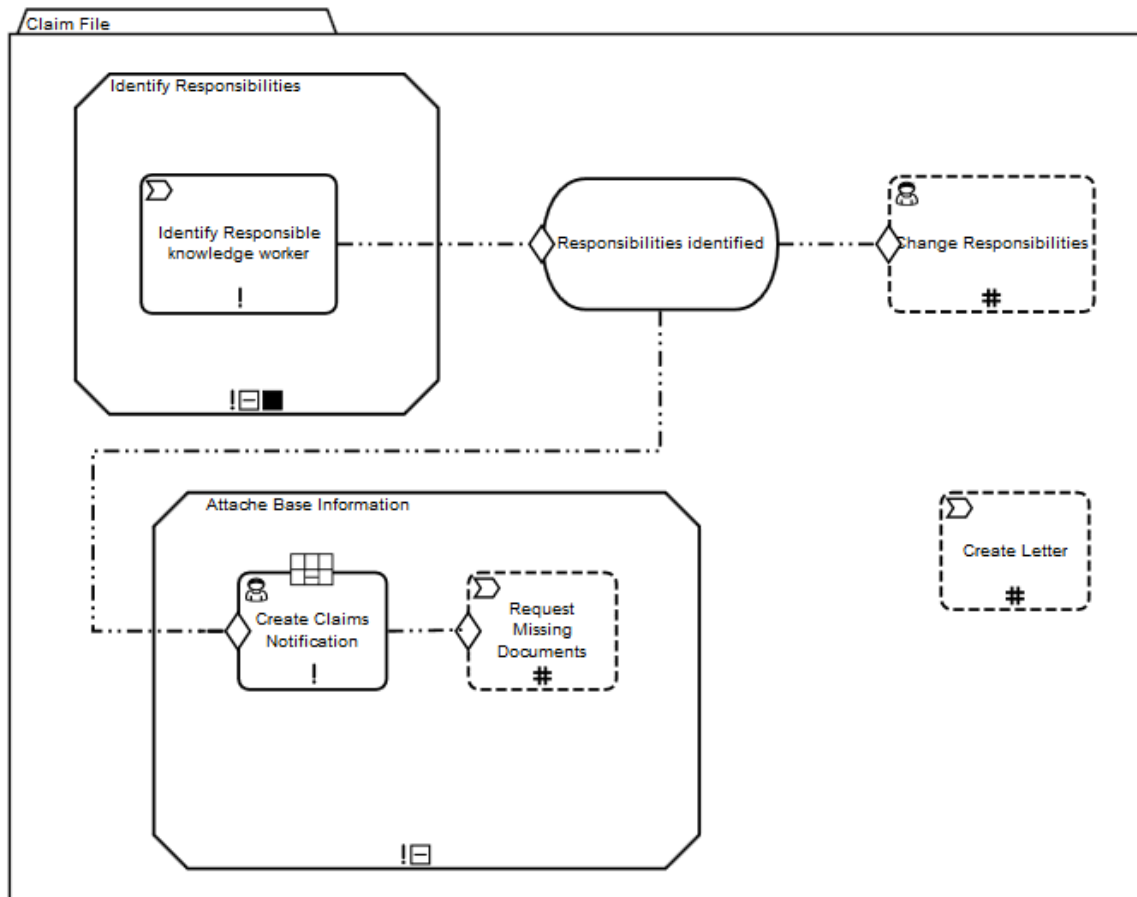 Claim File
Identify Responsibilities
Identify Responsible
knowledge worker
!
Responsibilities identified
Change Responsibilities
#
!
Attache Base Information
Create Claims
Notification
!
Request
Missing
Documents
#
Create Letter
#
!